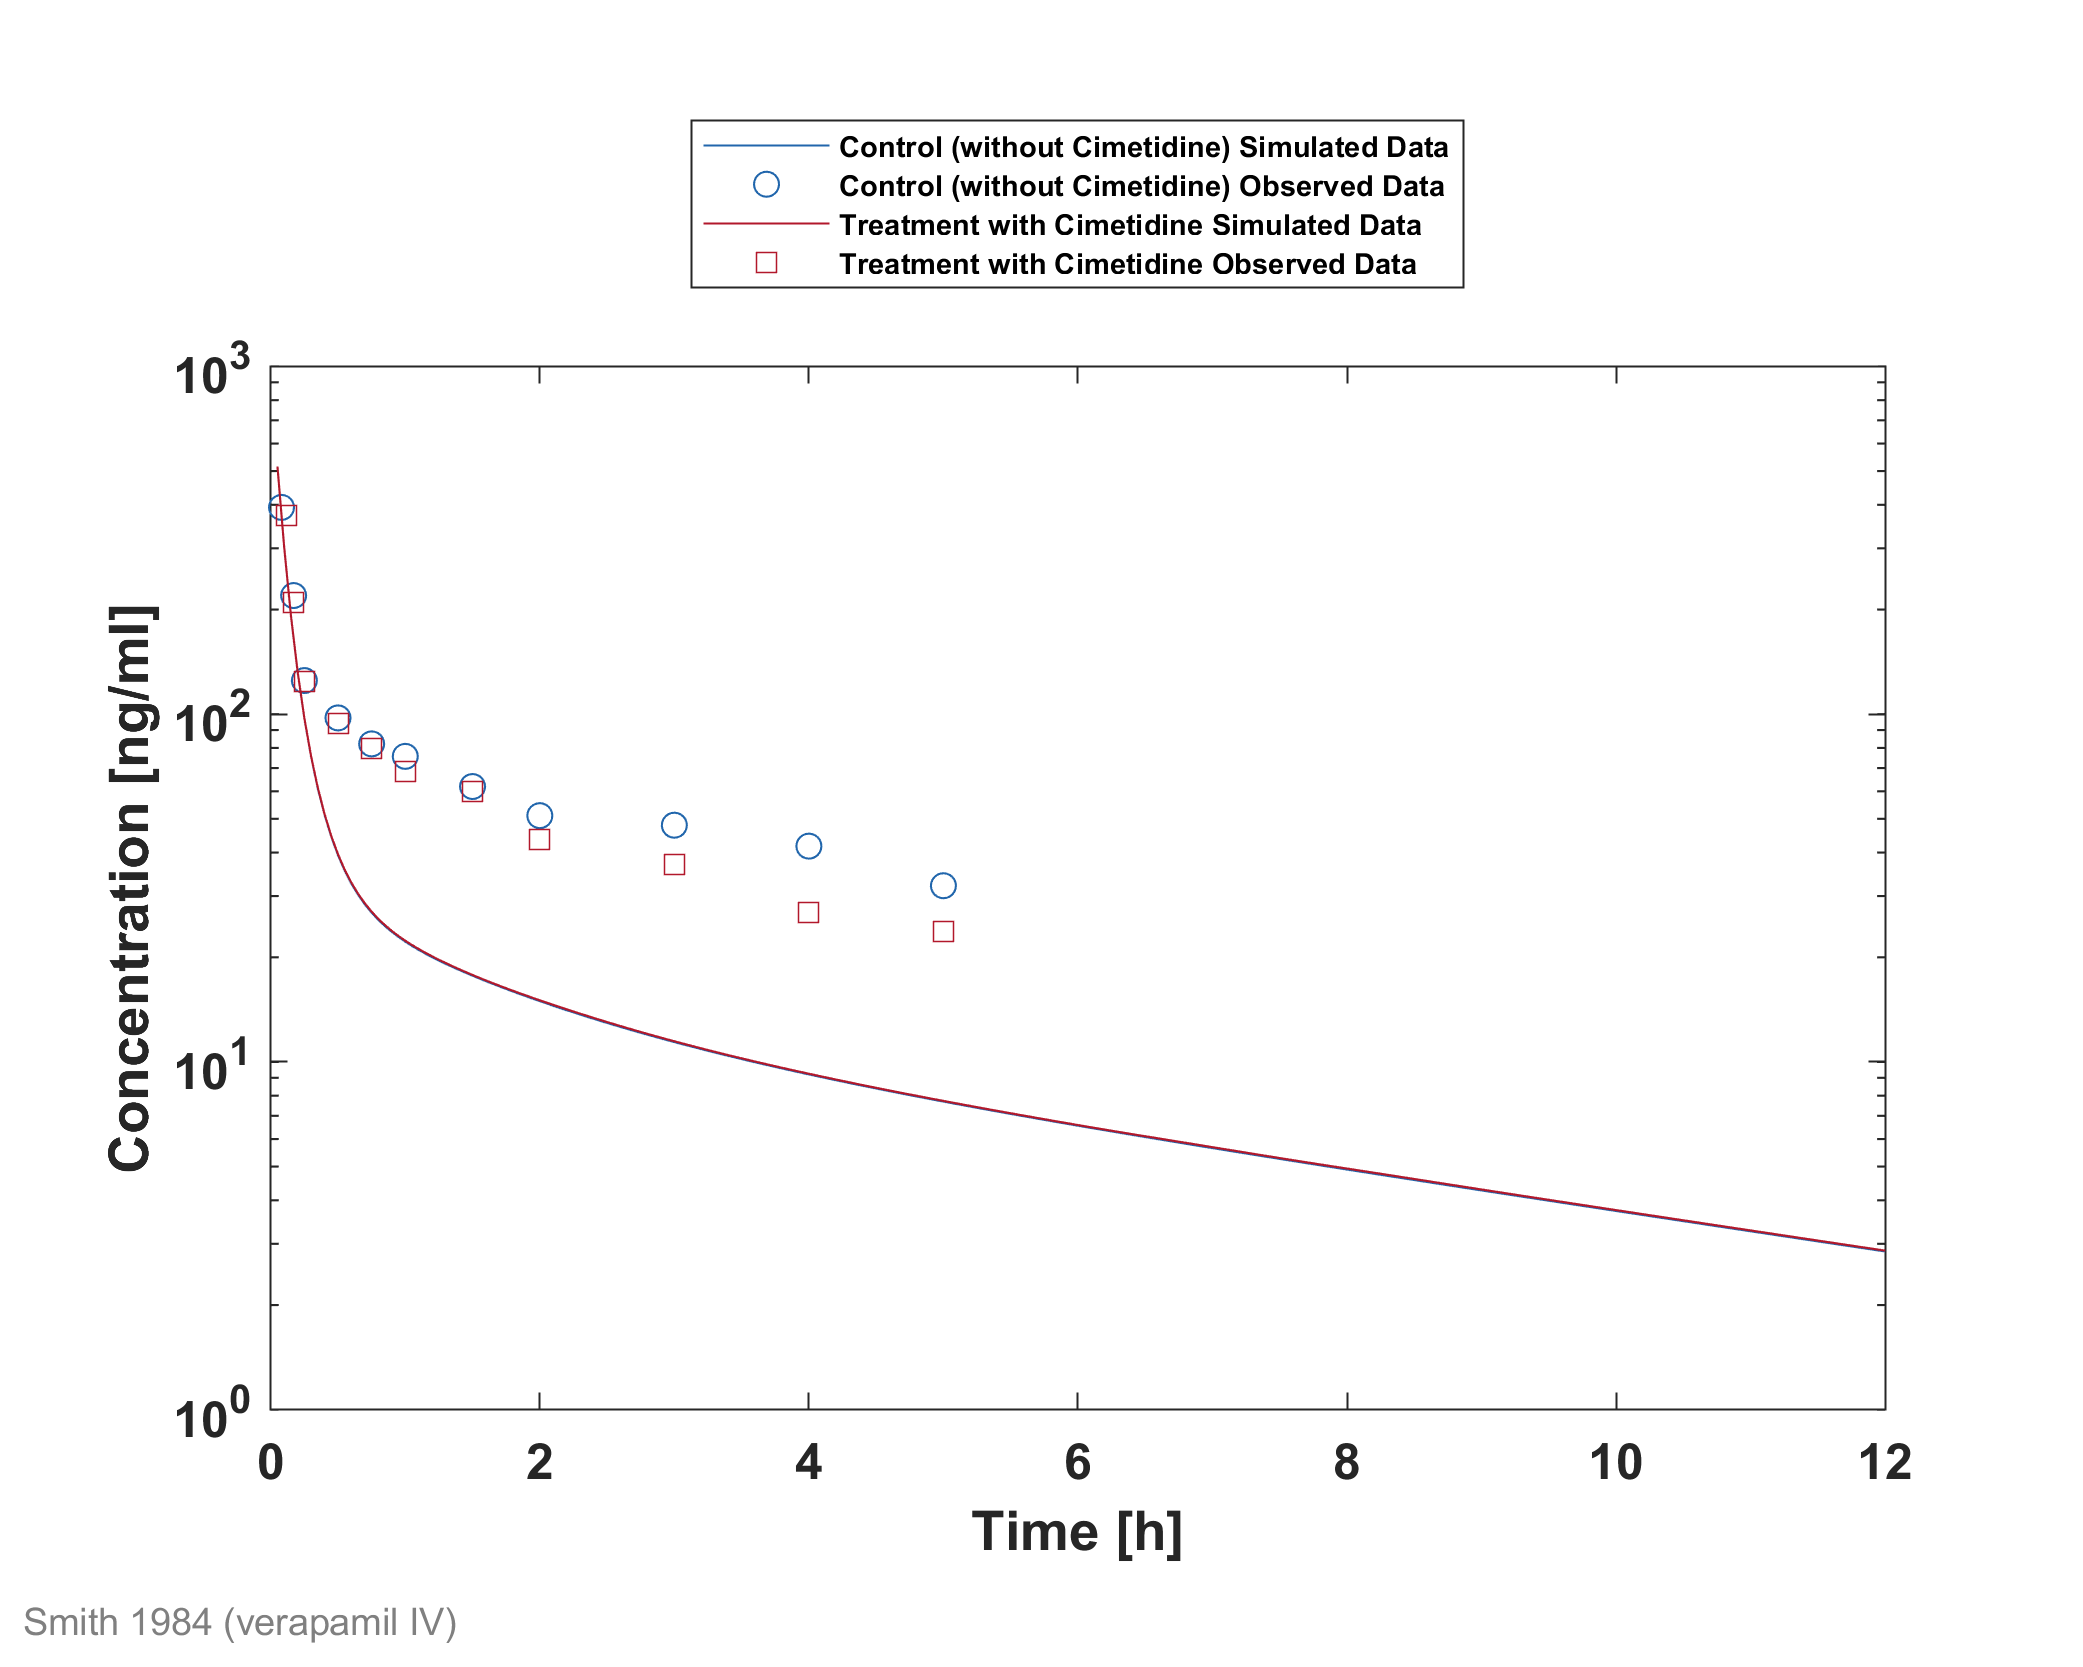 Control (without Cimetidine) Simulated Data
Control (without Cimetidine) Observed Data
Treatment with Cimetidine Simulated Data
Treatment with Cimetidine Observed Data
10^3
10^2
10^1
10^0
Concentration [ng/ml]
0 2 4 6 8 10 12
Time [h]
Smith 1984 (verapamil IV)